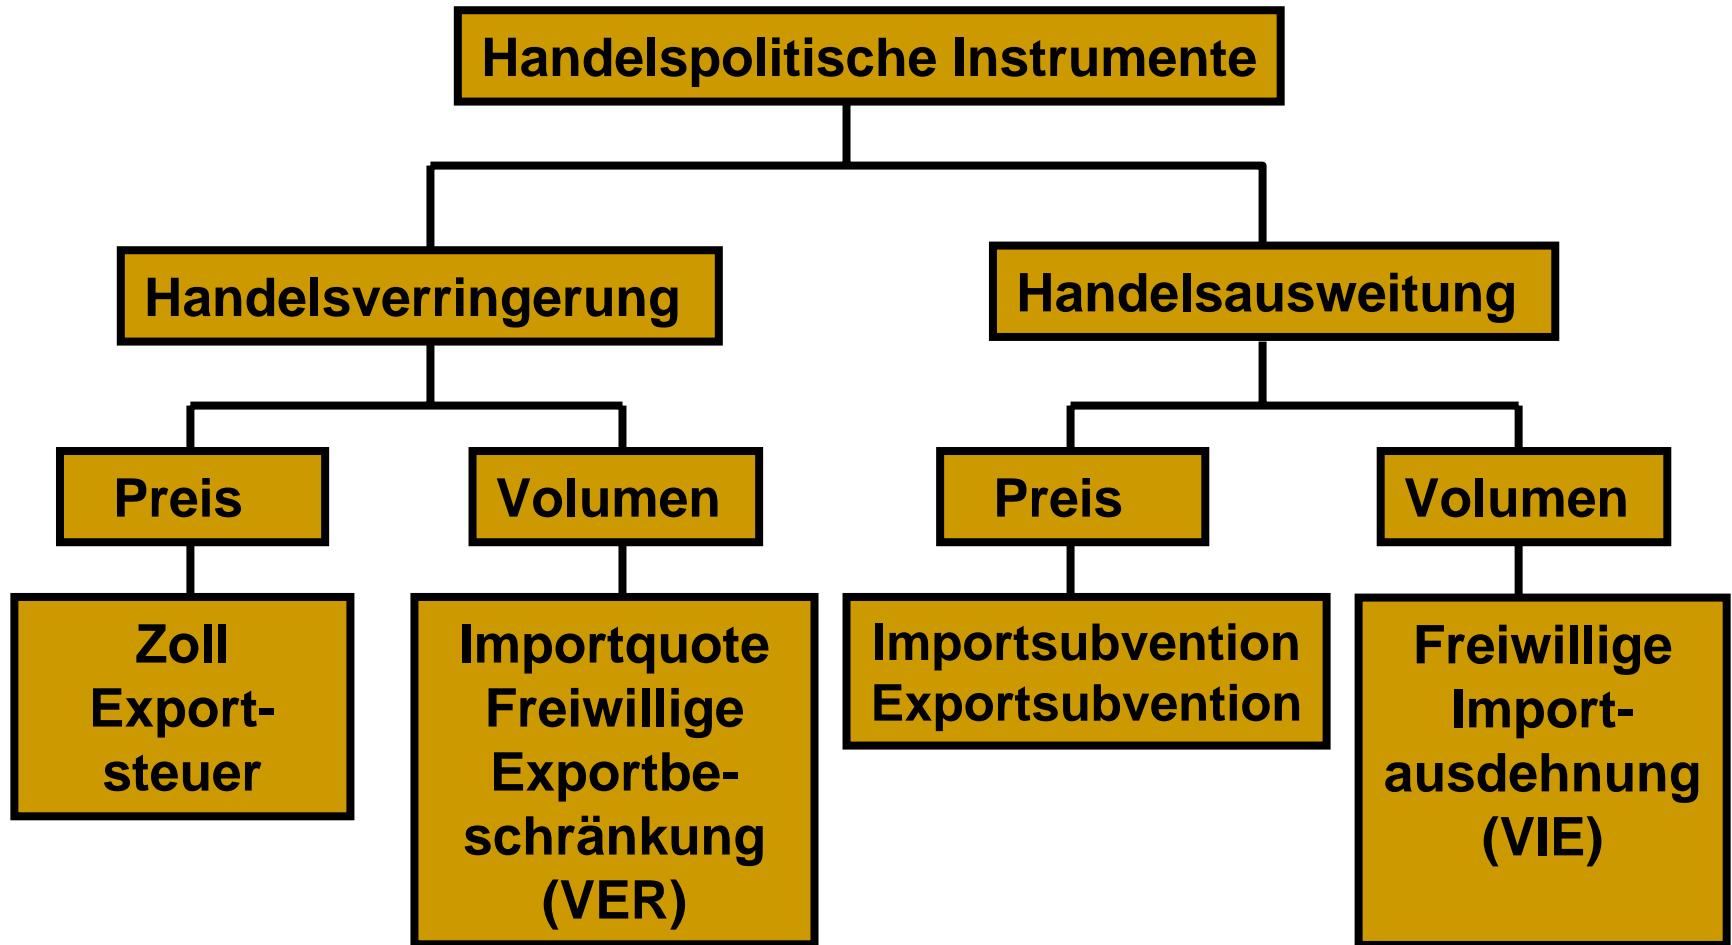 Handelspolitische Instrumente
Handelsverringerung
Handelsausweitung
Preis
Volumen
Preis
Volumen
Zoll
Export-
steuer
Importquote
Freiwillige
Exportbe-
schränkung
(VER)
Importsubvention
Exportsubvention
Freiwillige
Import-
ausdehnung
(VIE)